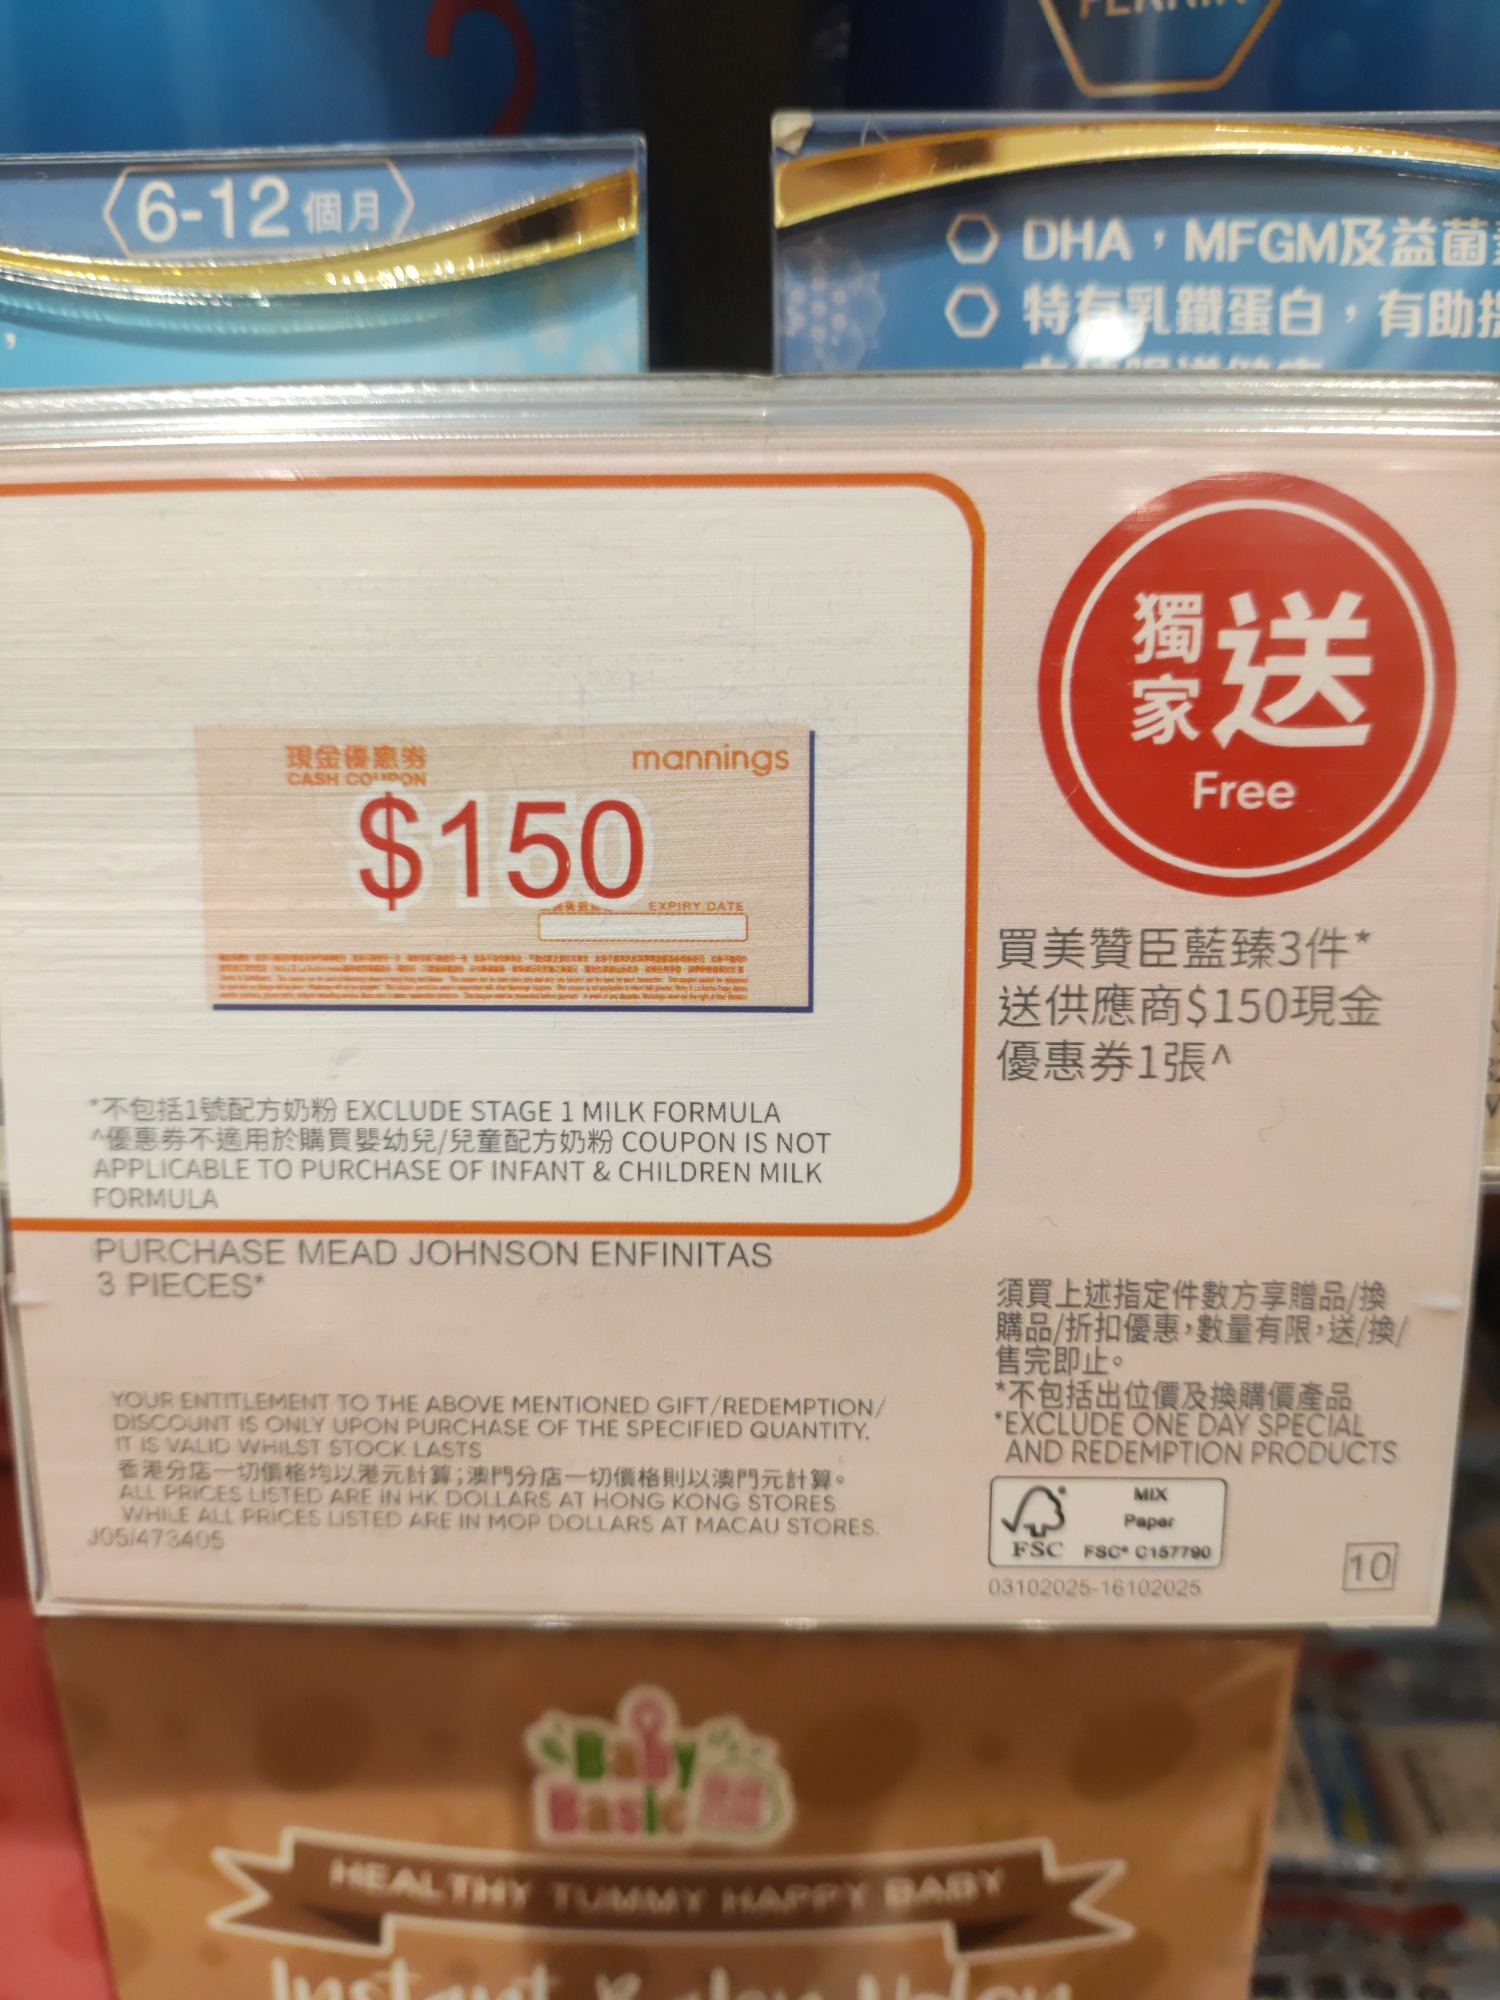 2
6-12 個月
DHA，MFGM及益菌
特有乳鐵蛋白，有助
獨家
送
Free
現金優惠券
mannings
CASH COUPON
$150
EXPIRY DATE
買美贊臣藍臻3件*
送供應商$150現金
優惠券1張^
*不包括1號配方奶粉 EXCLUDE STAGE 1 MILK FORMULA
^優惠券不適用於購買嬰幼兒/兒童配方奶粉 COUPON IS NOT
APPLICABLE TO PURCHASE OF INFANT & CHILDREN MILK
FORMULA
PURCHASE MEAD JOHNSON ENFINITAS
3 PIECES*
須買上述指定件數方享贈品/換
購品/折扣優惠，數量有限，送/換/
售完即止。
*不包括出位價及換購價產品
*EXCLUDE ONE DAY SPECIAL
AND REDEMPTION PRODUCTS
YOUR ENTITLEMENT TO THE ABOVE MENTIONED GIFT/REDEMPTION/
DISCOUNT IS ONLY UPON PURCHASE OF THE SPECIFIED QUANTITY.
IT IS VALID WHILST STOCK LASTS
香港分店一切價格均以港元計算；澳門分店一切價格則以澳門元計算。
ALL PRICES LISTED ARE IN HK DOLLARS AT HONG KONG STORES
WHILE ALL PRICES LISTED ARE IN MOP DOLLARS AT MACAU STORES.
J05/473405
MIX
Paper
FSC
FSC® C157790
03102025-16102025
10
Baby
Basic
HEALTHY TUMMY HAPPY BABY
Instant